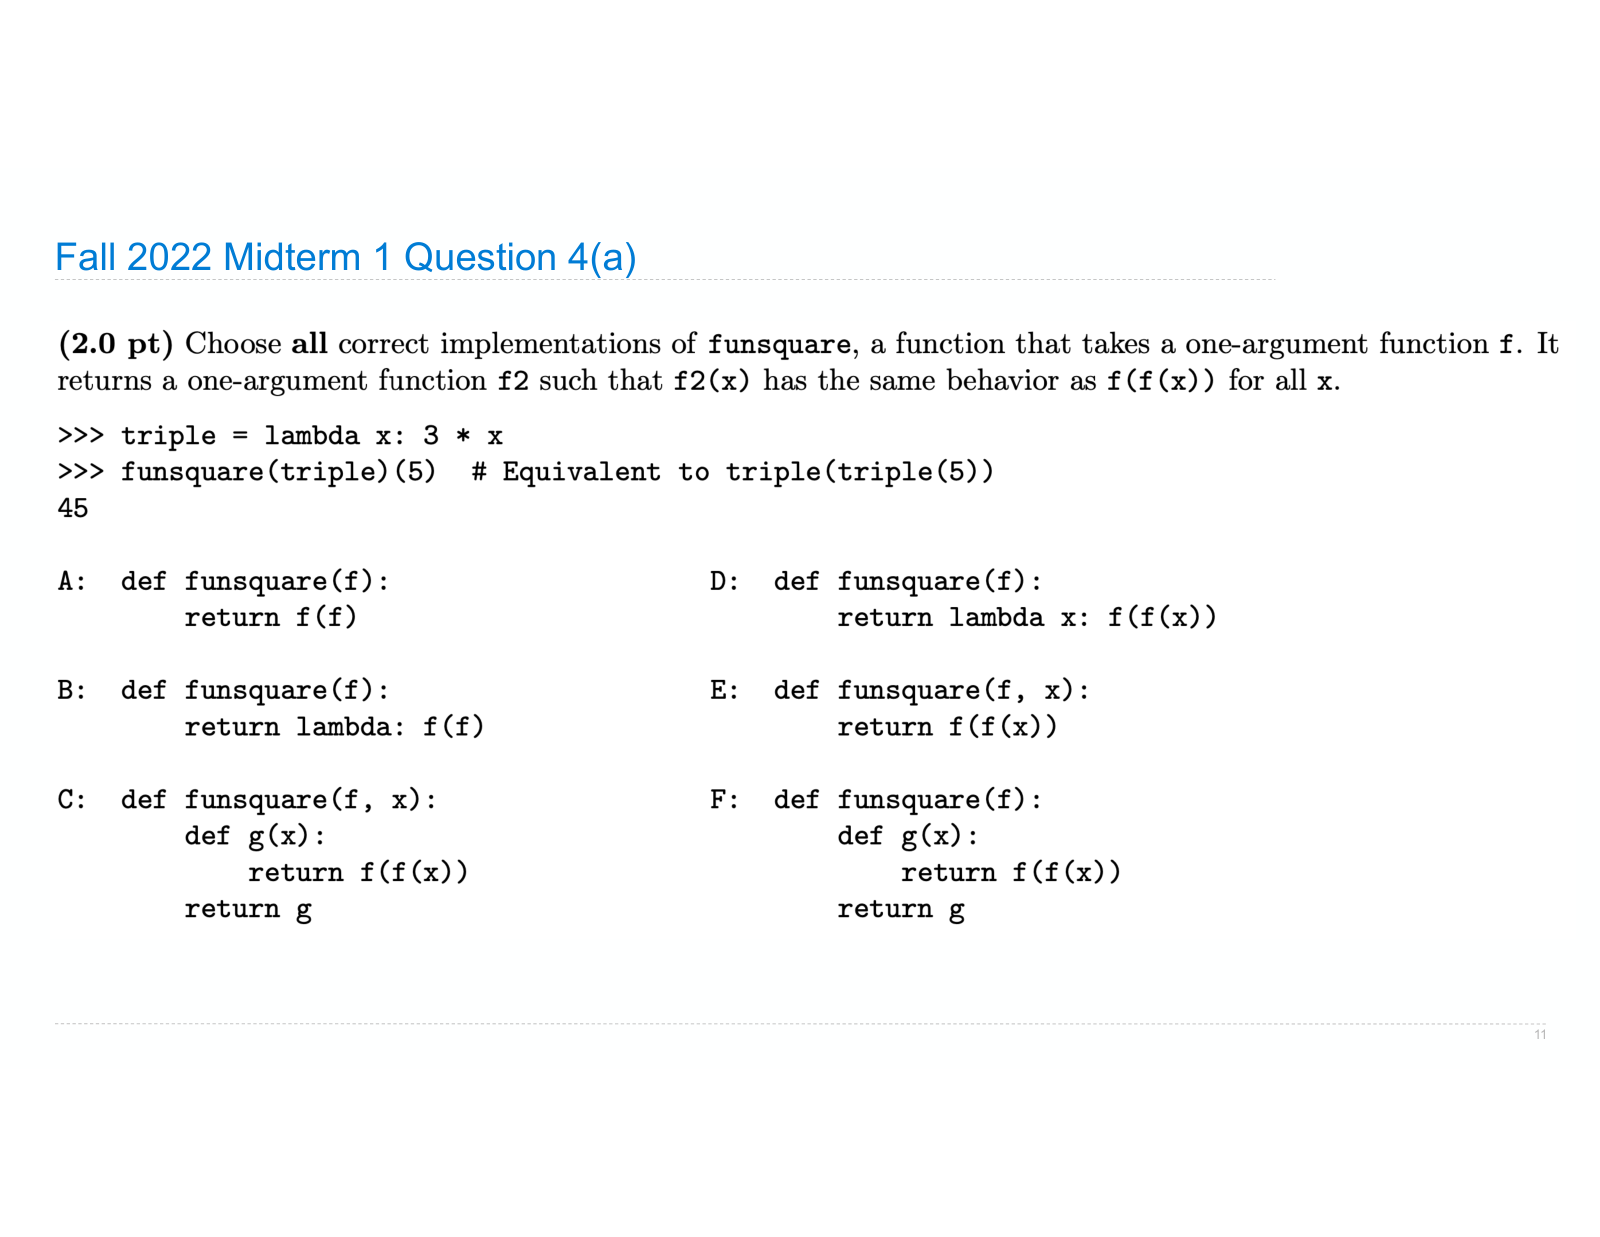 Fall 2022 Midterm 1 Question 4(a)
(2.0 pt) Choose all correct implementations of funsquare, a function that takes a one-argument function f. It
returns a one-argument function f2 such that f2(x) has the same behavior as f(f(x)) for all x.
>>> triple = lambda x: 3 * x
>>> funsquare(triple)(5)  # Equivalent to triple(triple(5))
45
A:  def funsquare(f):
        return f(f)
B:  def funsquare(f):
        return lambda: f(f)
C:  def funsquare(f, x):
        def g(x):
            return f(f(x))
        return g
D:  def funsquare(f):
        return lambda x: f(f(x))
E:  def funsquare(f, x):
        return f(f(x))
F:  def funsquare(f):
        def g(x):
            return f(f(x))
        return g
11